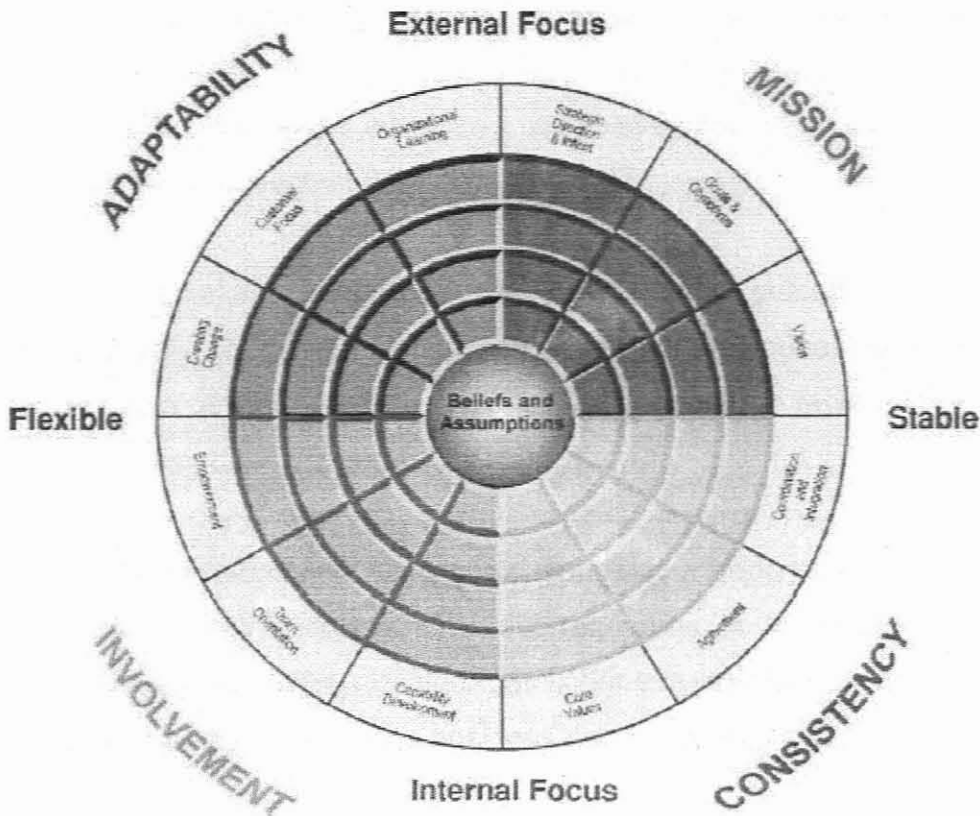 External Focus
ADAPTABILITY
MISSION
Organizational
Learning
Strategic
Direction
& Intent
Customer
Focus
Goals &
Objectives
Creating
Change
Vision
Beliefs and
Assumptions
Flexible
Stable
Empowerment
Coordination
and
Integration
Team
Orientation
Agreement
Capability
Development
Core
Values
INVOLVEMENT
CONSISTENCY
Internal Focus